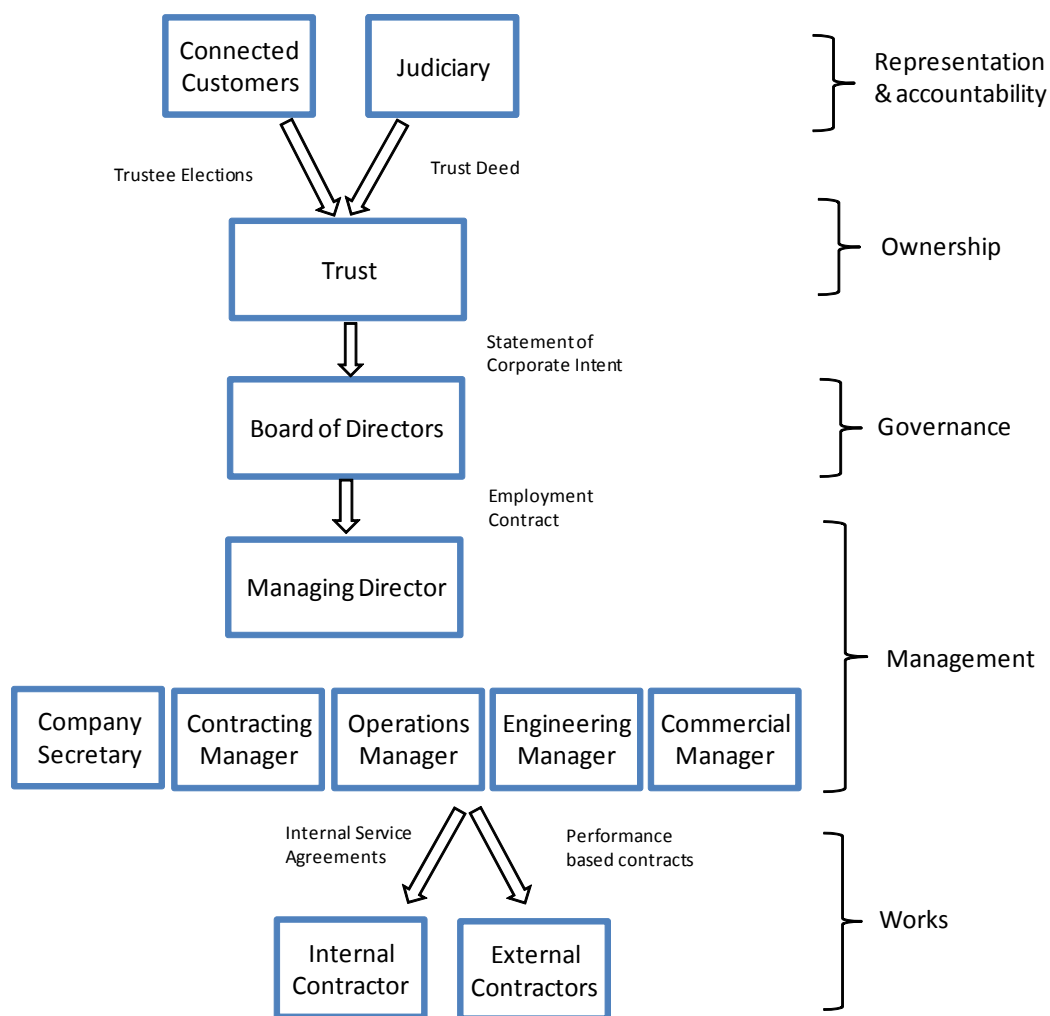 Connected
Customers
Judiciary
Representation
& accountability
Trustee Elections
Trust Deed
Trust
Ownership
Statement of
Corporate Intent
Board of Directors
Governance
Employment
Contract
Managing Director
Management
Company
Secretary
Contracting
Manager
Operations
Manager
Engineering
Manager
Commercial
Manager
Internal Service
Agreements
Performance
based contracts
Works
Internal
Contractor
External
Contractors